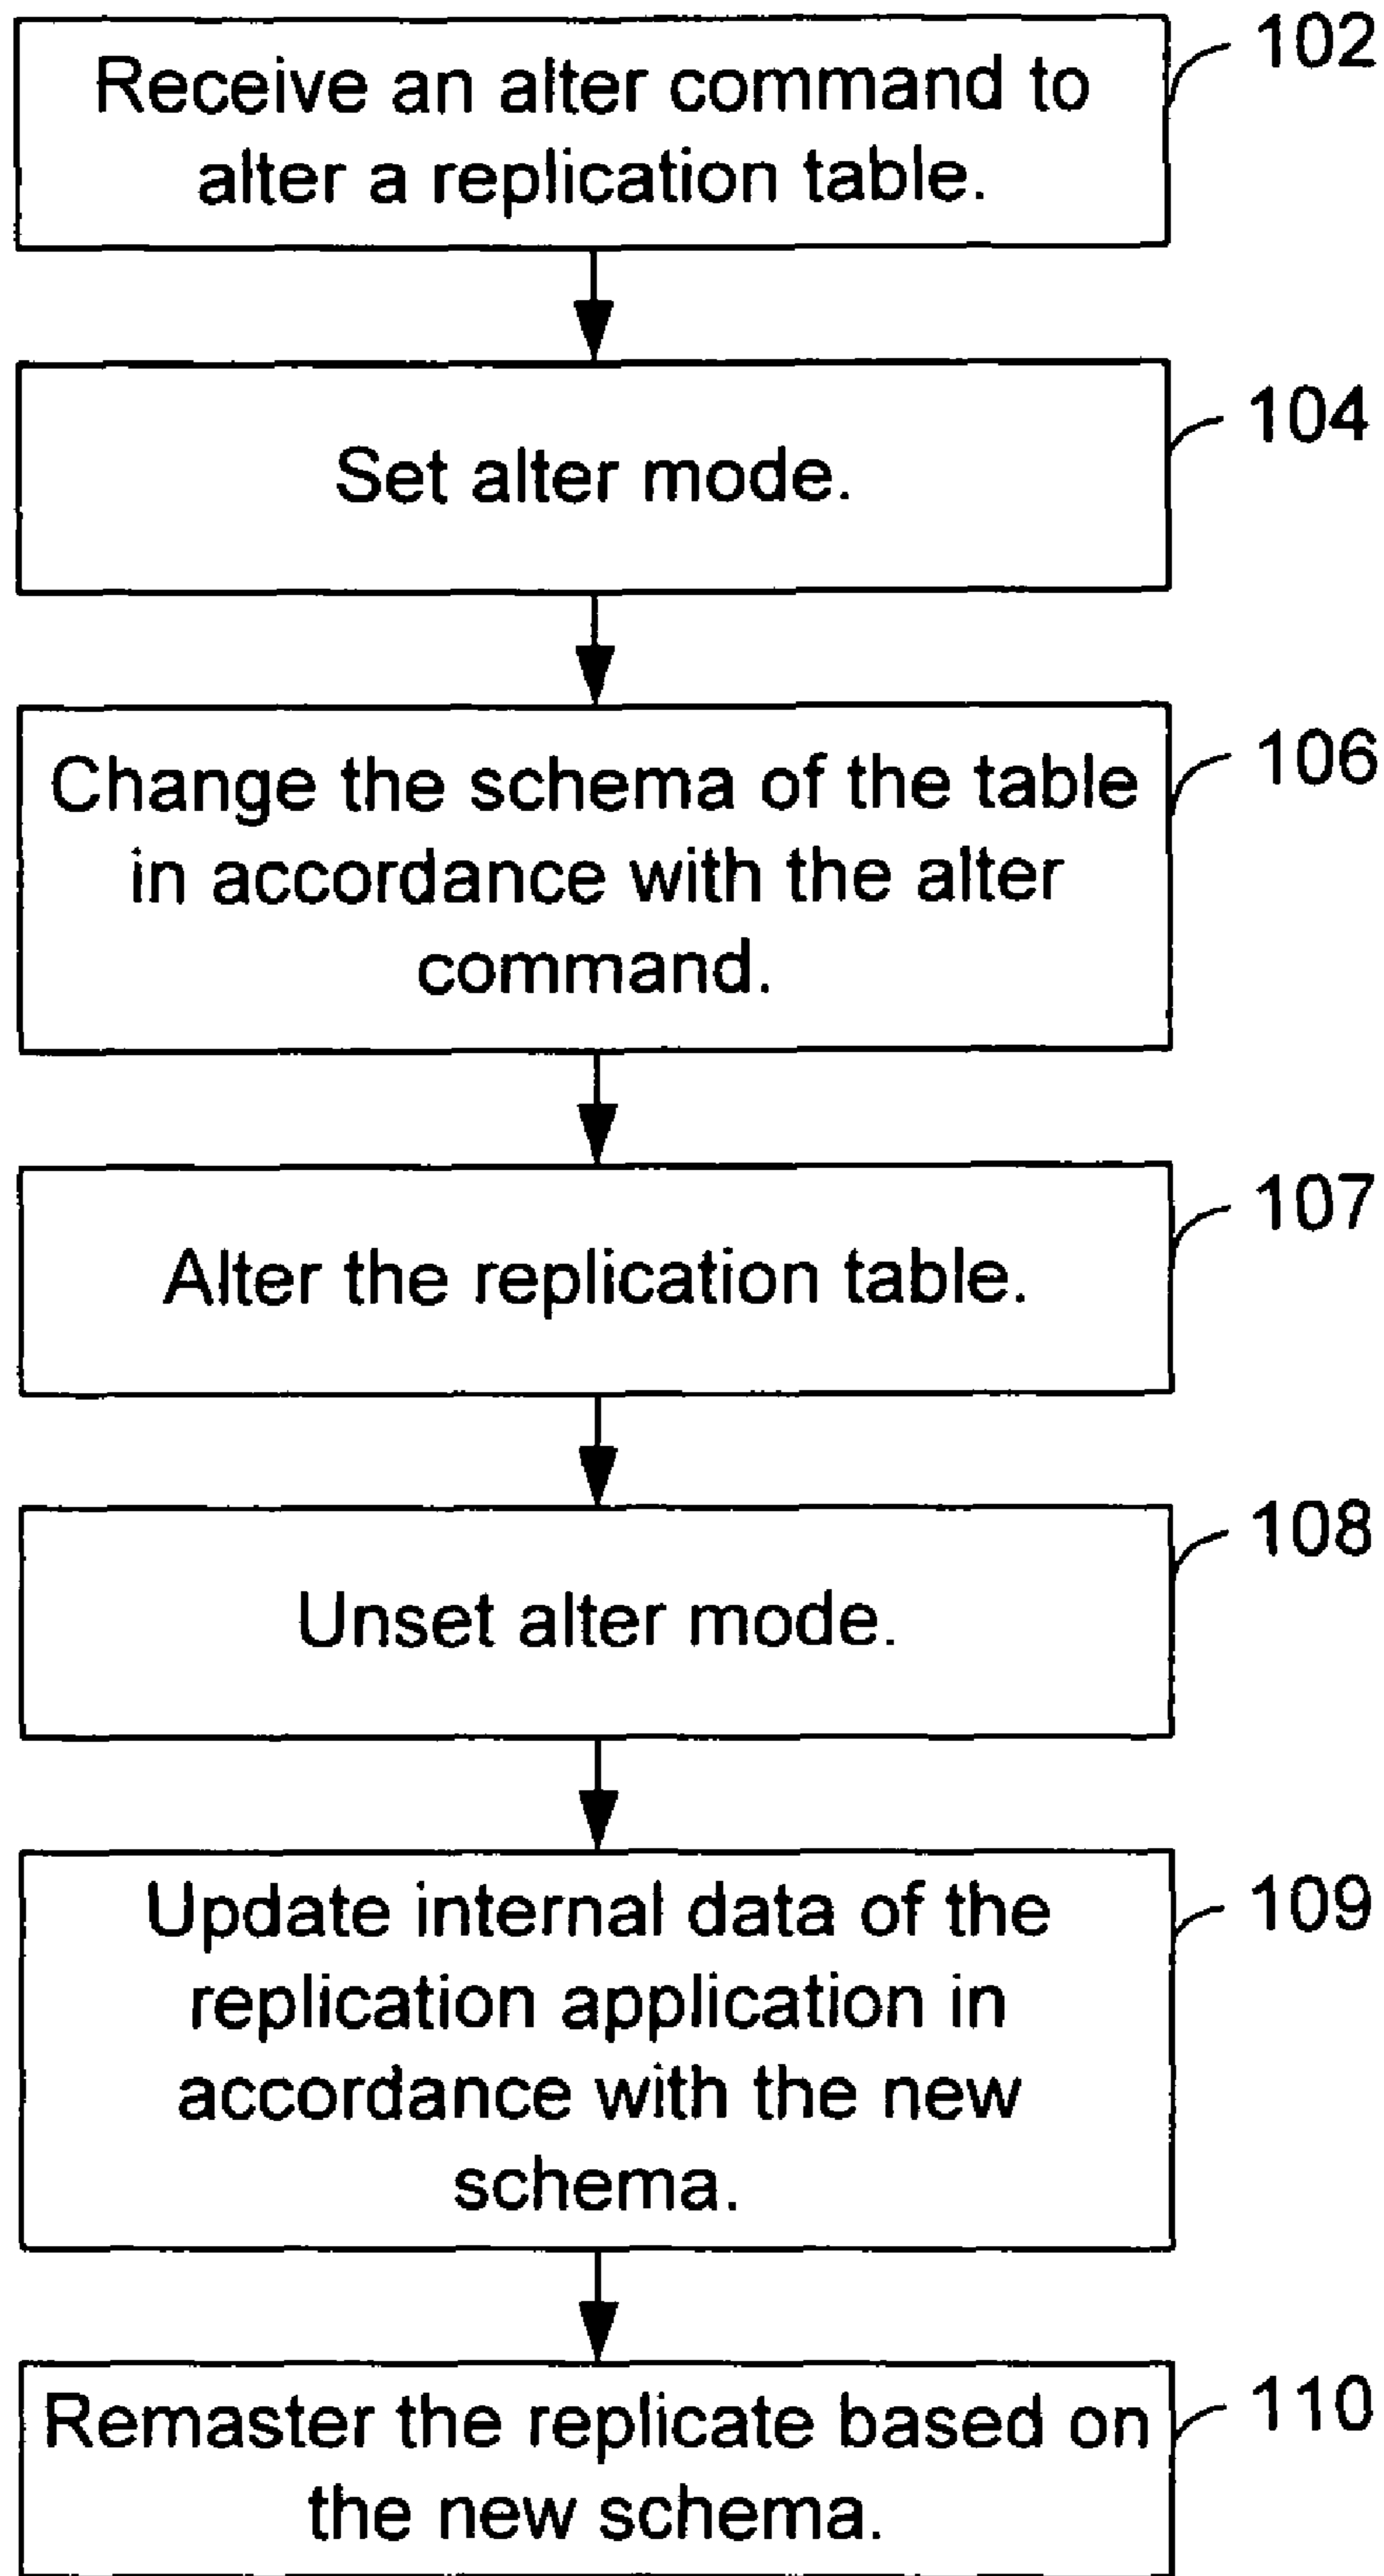 102
Receive an alter command to
alter a replication table.
104
Set alter mode.
106
Change the schema of the table
in accordance with the alter
command.
107
Alter the replication table.
108
Unset alter mode.
109
Update internal data of the
replication application in
accordance with the new
schema.
110
Remaster the replicate based on
the new schema.